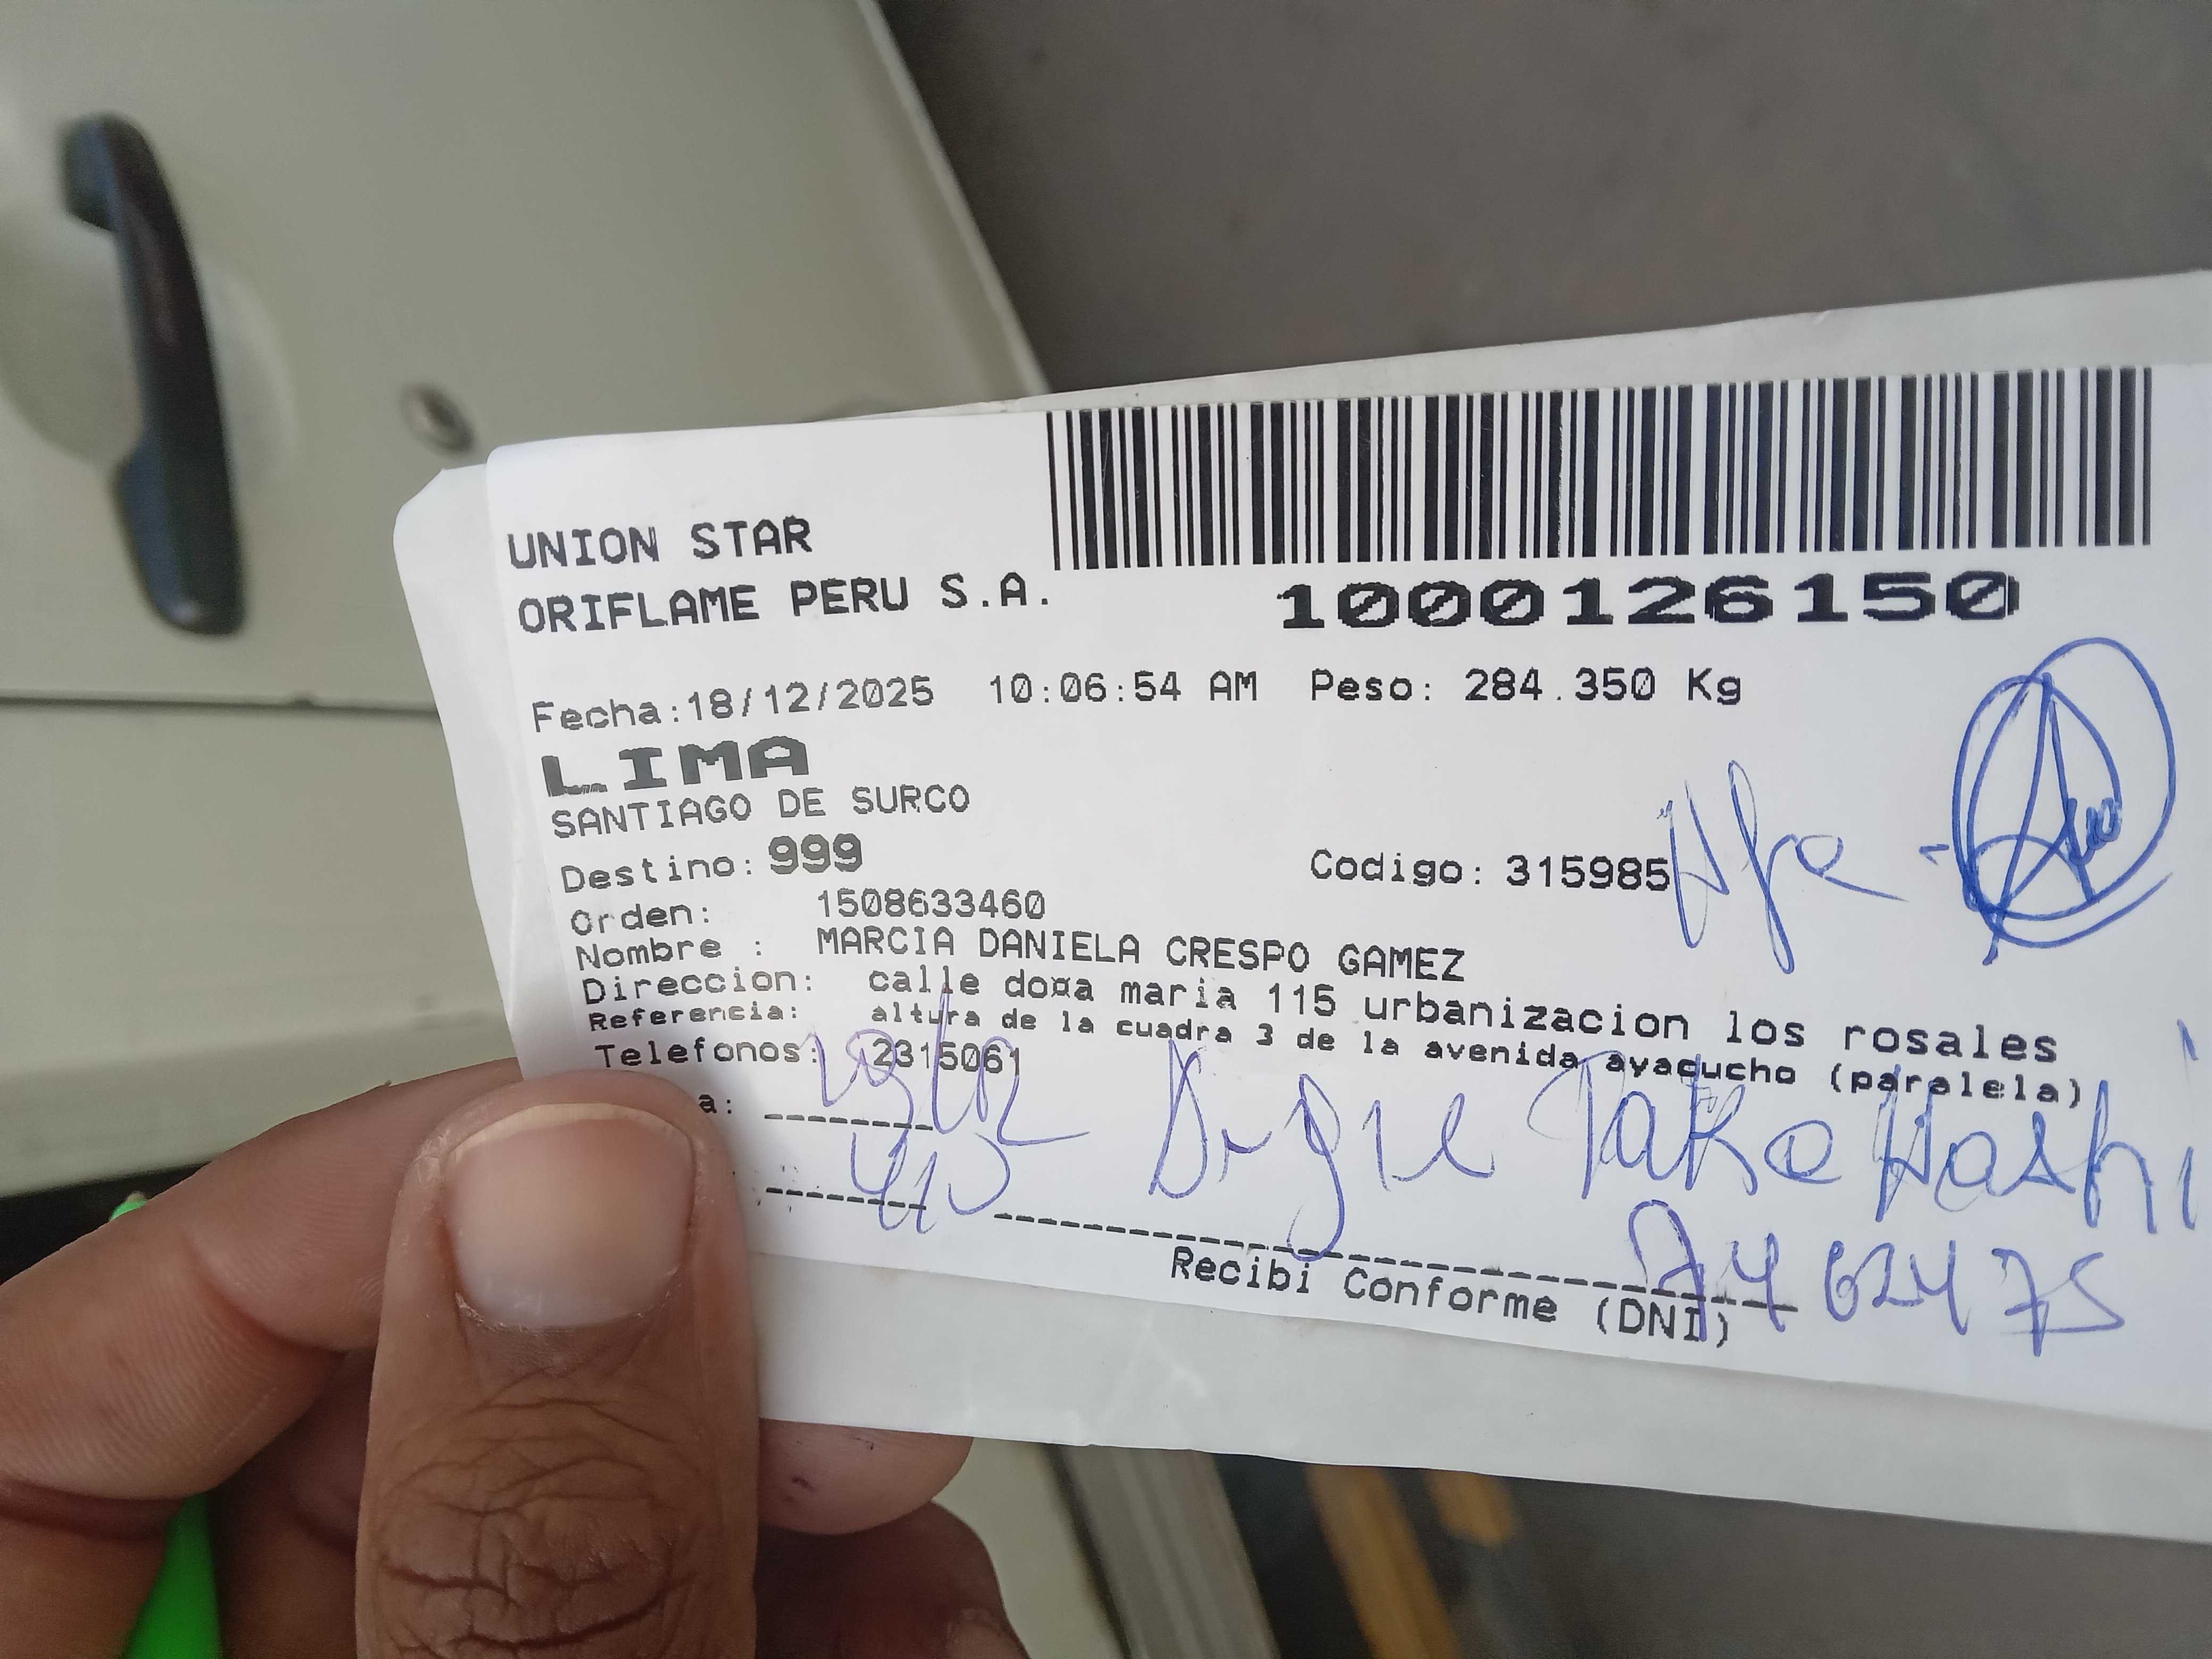 UNION STAR
ORIFLAME PERU S.A.
1000126150
Fecha:18/12/2025 10:06:54 AM Peso: 284.350 Kg
LIMA
SANTIAGO DE SURCO
Destino: 999
Codigo: 315985
Orden: 1508633460
Nombre : MARCIA DANIELA CRESPO GAMEZ
Direccion: calle do¤a maria 115 urbanizacion los rosales
Referencia: altura de la cuadra 3 de la avenida ayacucho (paralela)
Telefonos: 2315061
a:
TakaHashi
Recibi Conforme (DNI)